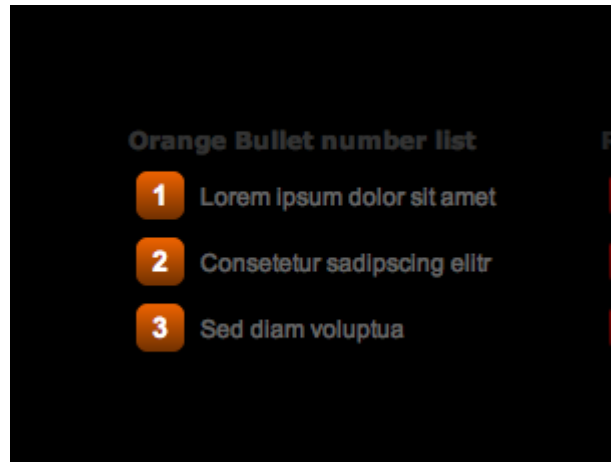 Orange Bullet number list
1 Lorem ipsum dolor sit amet
2 Consetetur sadipscing elitr
3 Sed diam voluptua